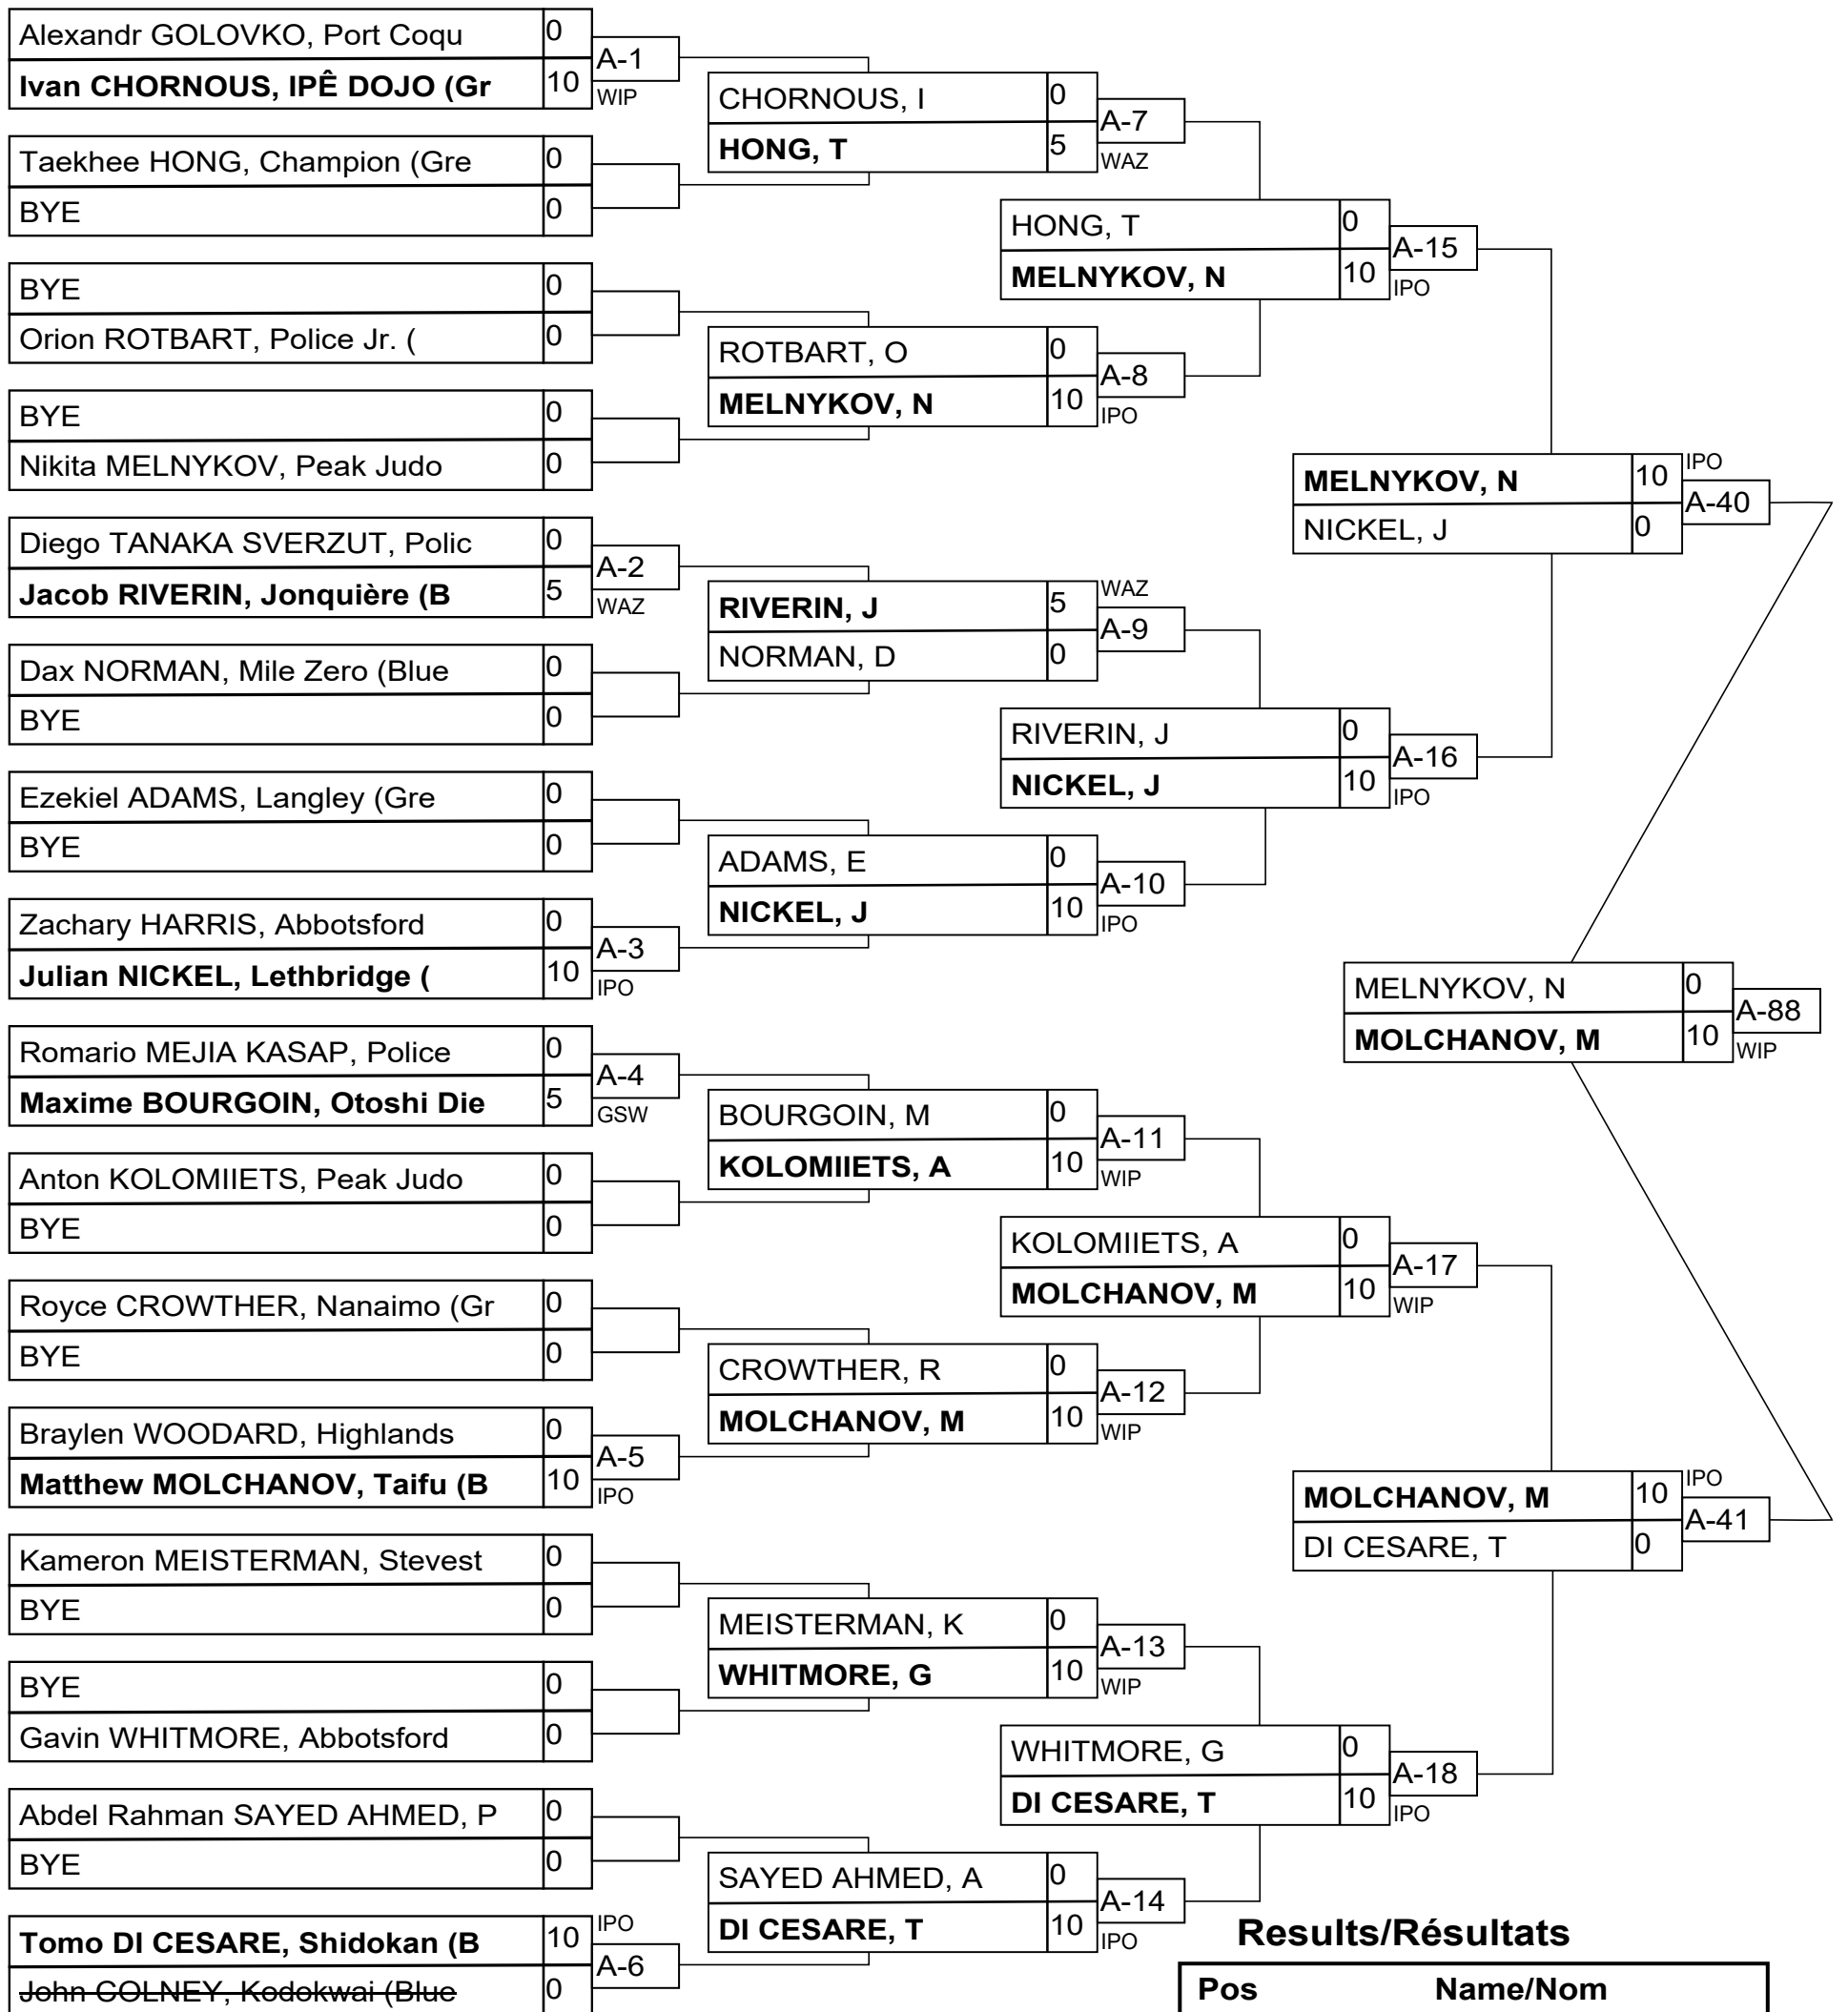 Alexandr GOLOVKO, Port Coqu 0
Ivan CHORNOUS, IPÊ DOJO (Gr 10
A-1
WIP
Taekhee HONG, Champion (Gre 0
BYE 0
BYE 0
Orion ROTBART, Police Jr. ( 0
BYE 0
Nikita MELNYKOV, Peak Judo 0
Diego TANAKA SVERZUT, Polic 0
Jacob RIVERIN, Jonquière (B 5
A-2
WAZ
Dax NORMAN, Mile Zero (Blue 0
BYE 0
Ezekiel ADAMS, Langley (Gre 0
BYE 0
Zachary HARRIS, Abbotsford 0
Julian NICKEL, Lethbridge ( 10
A-3
IPO
Romario MEJIA KASAP, Police 0
Maxime BOURGOIN, Otoshi Die 5
A-4
GSW
Anton KOLOMIIETS, Peak Judo 0
BYE 0
Royce CROWTHER, Nanaimo (Gr 0
BYE 0
Braylen WOODARD, Highlands 0
Matthew MOLCHANOV, Taifu (B 10
A-5
IPO
Kameron MEISTERMAN, Stevest 0
BYE 0
BYE 0
Gavin WHITMORE, Abbotsford 0
Abdel Rahman SAYED AHMED, P 0
BYE 0
Tomo DI CESARE, Shidokan (B 10
John COLNEY, Kodokwai (Blue 0
IPO
A-6
CHORNOUS, I 0
HONG, T 5
A-7
WAZ
ROTBART, O 0
MELNYKOV, N 10
A-8
IPO
RIVERIN, J 5
NORMAN, D 0
WAZ
A-9
ADAMS, E 0
NICKEL, J 10
A-10
IPO
BOURGOIN, M 0
KOLOMIIETS, A 10
A-11
WIP
CROWTHER, R 0
MOLCHANOV, M 10
A-12
WIP
MEISTERMAN, K 0
WHITMORE, G 10
A-13
WIP
SAYED AHMED, A 0
DI CESARE, T 10
A-14
IPO
HONG, T 0
MELNYKOV, N 10
A-15
IPO
RIVERIN, J 0
NICKEL, J 10
A-16
IPO
KOLOMIIETS, A 0
MOLCHANOV, M 10
A-17
WIP
WHITMORE, G 0
DI CESARE, T 10
A-18
IPO
MELNYKOV, N 10
NICKEL, J 0
IPO
A-40
MOLCHANOV, M 10
DI CESARE, T 0
IPO
A-41
MELNYKOV, N 0
MOLCHANOV, M 10
A-88
WIP
Results/Résultats
Pos Name/Nom